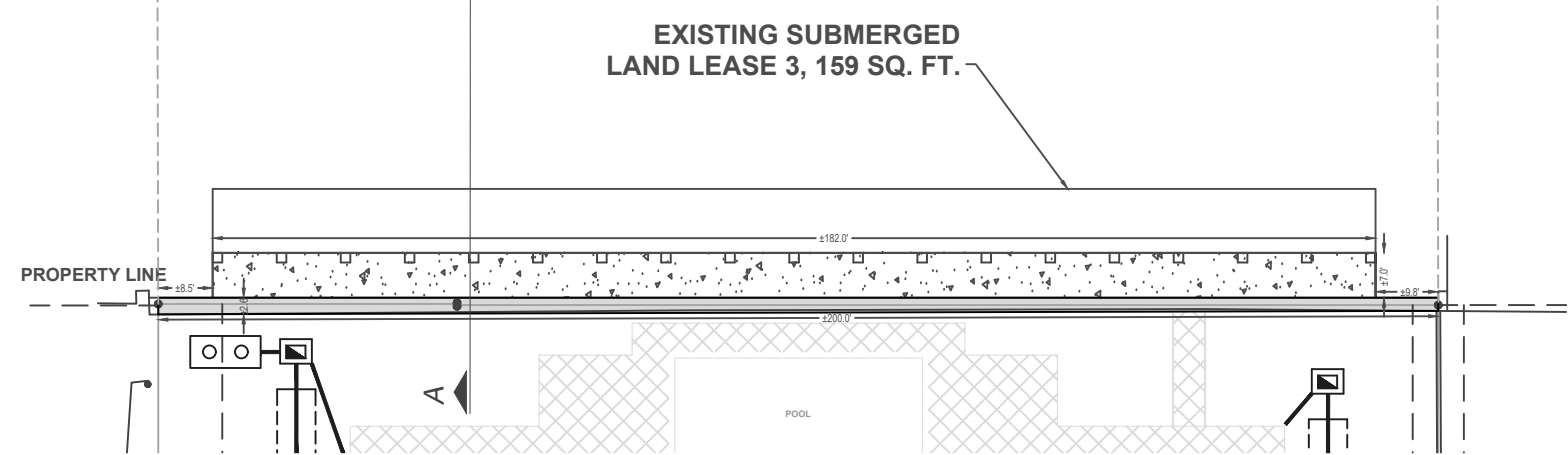 EXISTING SUBMERGED
LAND LEASE 3, 159 SQ. FT.
±182.0'
PROPERTY LINE
±8.5'
±7.0'
±9.8'
±200.0'
A
POOL